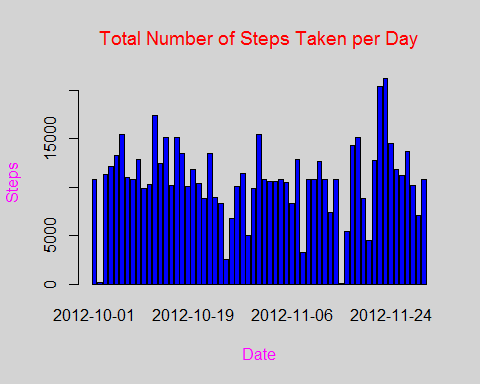 Total Number of Steps Taken per Day
Steps
15000
5000
0
2012-10-01 2012-10-19 2012-11-06 2012-11-24
Date